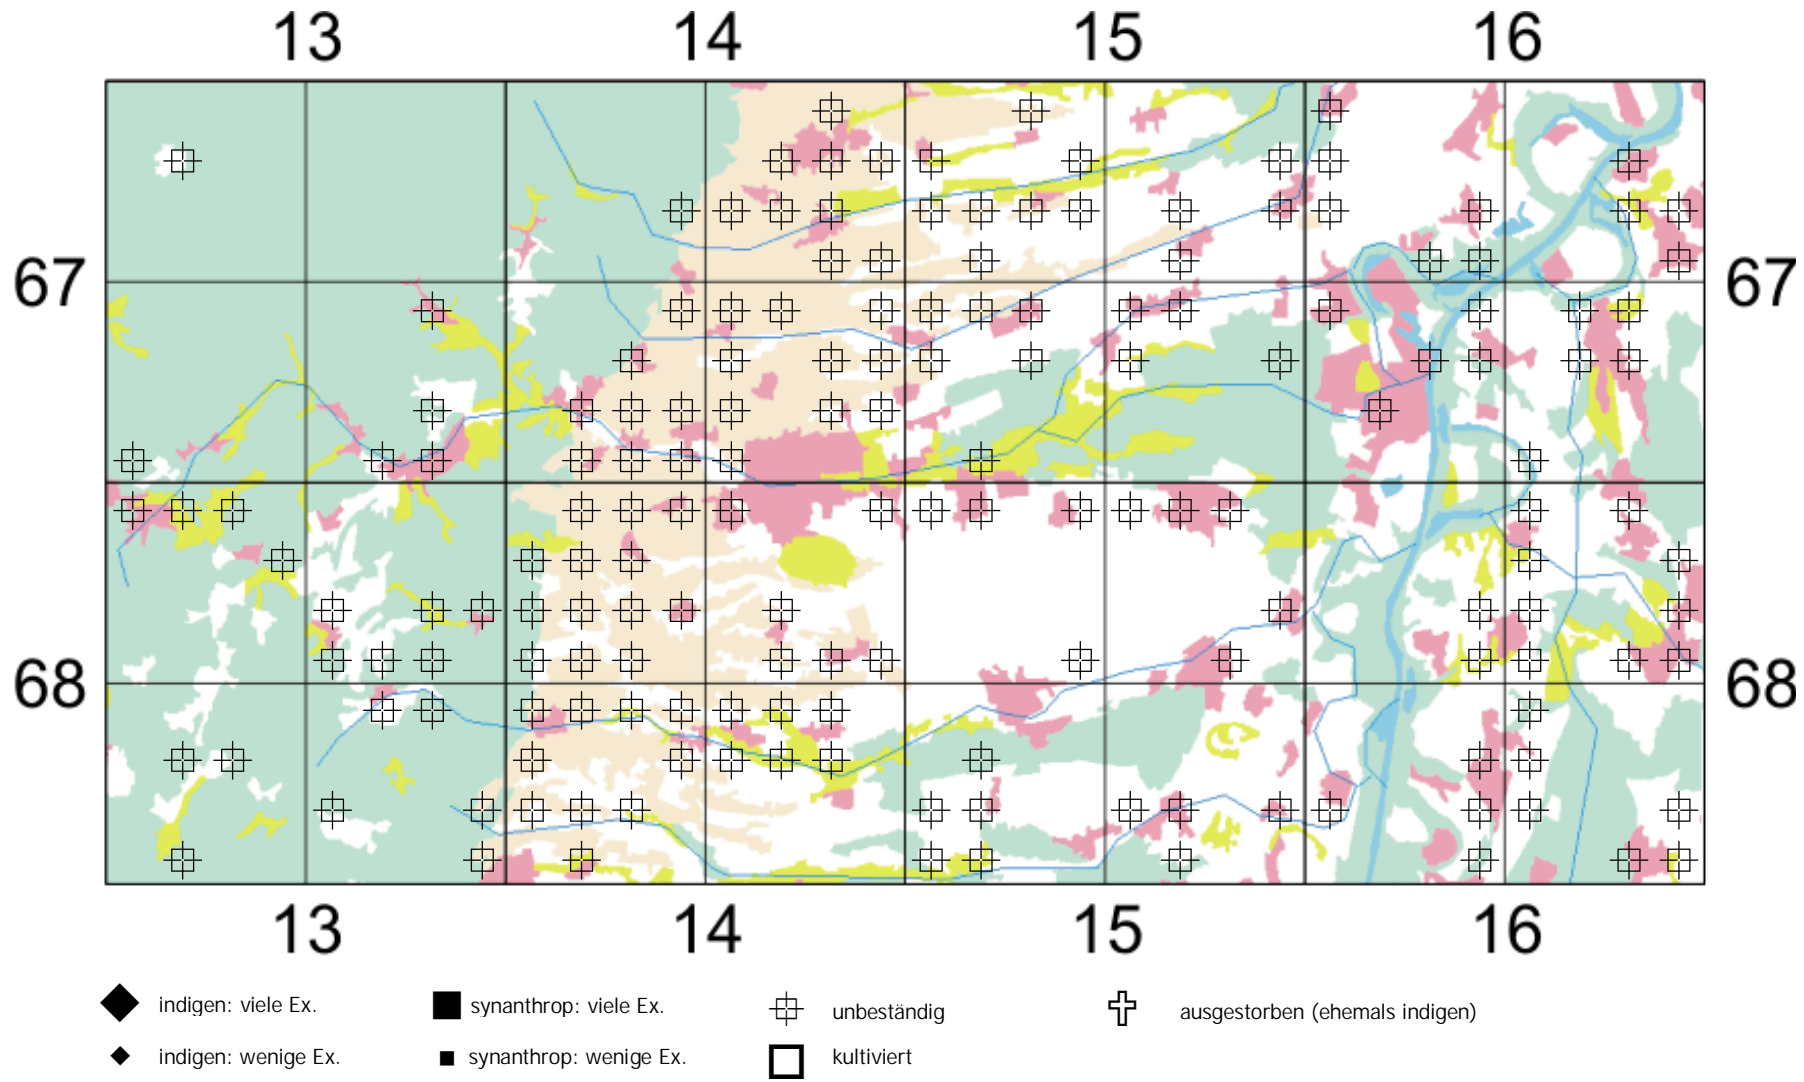 13 14 15 16
67 67
68 68
13 14 15 16
indigen: viele Ex. synanthrop: viele Ex. unbeständig ausgestorben (ehemals indigen)
indigen: wenige Ex. synanthrop: wenige Ex. kultiviert